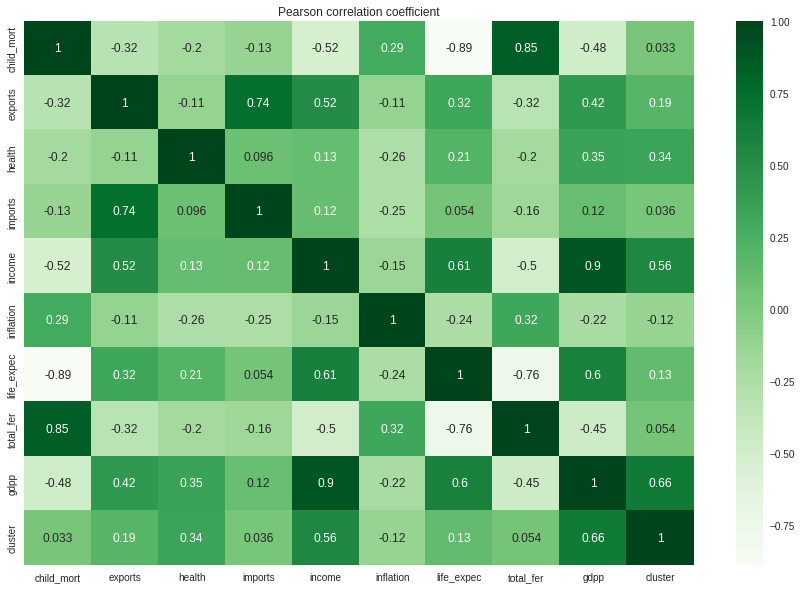 Pearson correlation coefficient
child_mort 1 -0.32 -0.2 -0.13 -0.52 0.29 -0.89 0.85 -0.48 0.033
exports -0.32 1 -0.11 0.74 0.52 -0.11 0.32 -0.32 0.42 0.19
health -0.2 -0.11 1 0.096 0.13 -0.26 0.21 -0.2 0.35 0.34
imports -0.13 0.74 0.096 1 0.12 -0.25 0.054 -0.16 0.12 0.036
income -0.52 0.52 0.13 0.12 1 -0.15 0.61 -0.5 0.9 0.56
inflation 0.29 -0.11 -0.26 -0.25 -0.15 1 -0.24 0.32 -0.22 -0.12
life_expec -0.89 0.32 0.21 0.054 0.61 -0.24 1 -0.76 0.6 0.13
total_fer 0.85 -0.32 -0.2 -0.16 -0.5 0.32 -0.76 1 -0.45 0.054
gdpp -0.48 0.42 0.35 0.12 0.9 -0.22 0.6 -0.45 1 0.66
cluster 0.033 0.19 0.34 0.036 0.56 -0.12 0.13 0.054 0.66 1
child_mort exports health imports income inflation life_expec total_fer gdpp cluster
1.00
0.75
0.50
0.25
0.00
−0.25
−0.50
−0.75